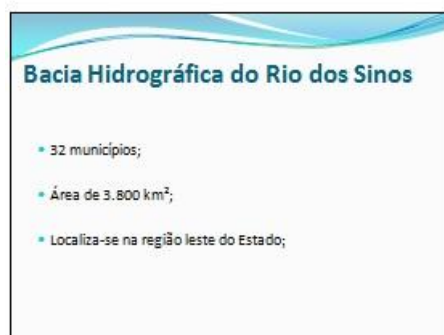 Bacia Hidrográfica do Rio dos Sinos
32 municípios;
Área de 3.800 km²;
Localiza-se na região leste do Estado;